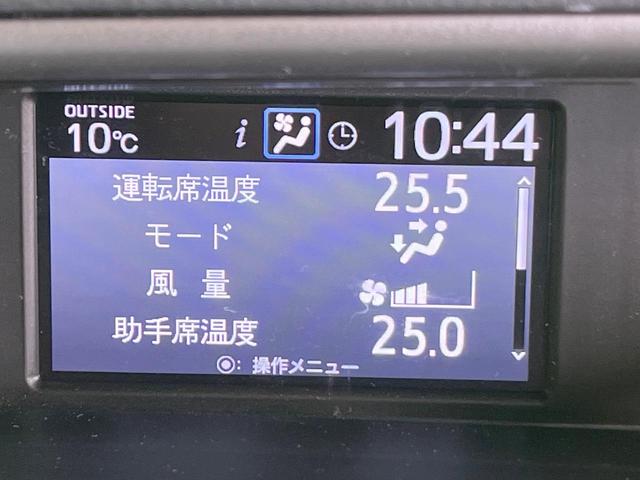 OUTSIDE
10℃ i 10:44
運転席温度 25.5
モード
風量
助手席温度 25.0
◉: 操作メニュー